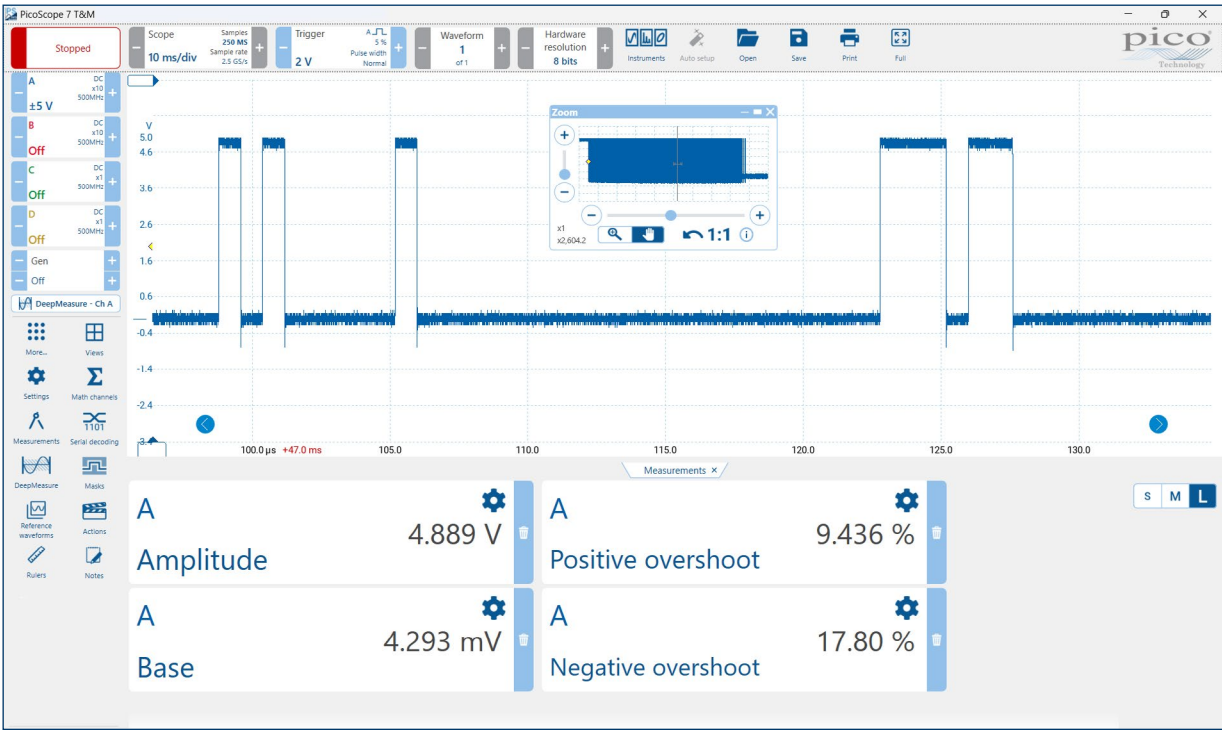 PicoScope 7 T&M
Stopped
Scope
10 ms/div
Samples
250 MS
Sample rate
2.5 GS/s
Trigger
2 V
A
5 %
Pulse width
Normal
Waveform
1
of 1
Hardware
resolution
8 bits
Instruments
Auto setup
Open
Save
Print
Full
pico
Technology
A
DC
x10
500MHz
±5 V
B
DC
x10
500MHz
Off
C
DC
x1
500MHz
Off
D
DC
x1
500MHz
Off
Gen
Off
DeepMeasure - Ch A
More...
Views
Settings
Math channels
1101
Measurements
Serial decoding
DeepMeasure
Masks
Reference
waveforms
Actions
Rulers
Notes
V
5.0
4.6
3.6
2.6
1.6
0.6
-0.4
-1.4
-2.4
-3.4
100.0 µs
+47.0 ms
105.0
110.0
115.0
120.0
125.0
130.0
Zoom
x1
x2,604.2
1:1
Measurements ×
S M L
A
4.889 V
Amplitude
A
9.436 %
Positive overshoot
A
4.293 mV
Base
A
17.80 %
Negative overshoot